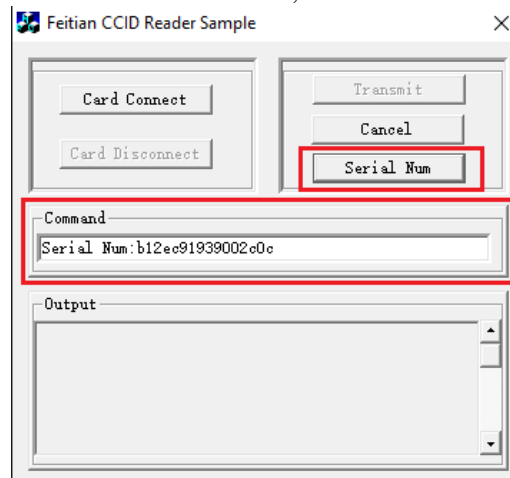 Feitian CCID Reader Sample
Card Connect
Card Disconnect
Transmit
Cancel
Serial Num
Command
Serial Num:b12ec91939002c0c
Output